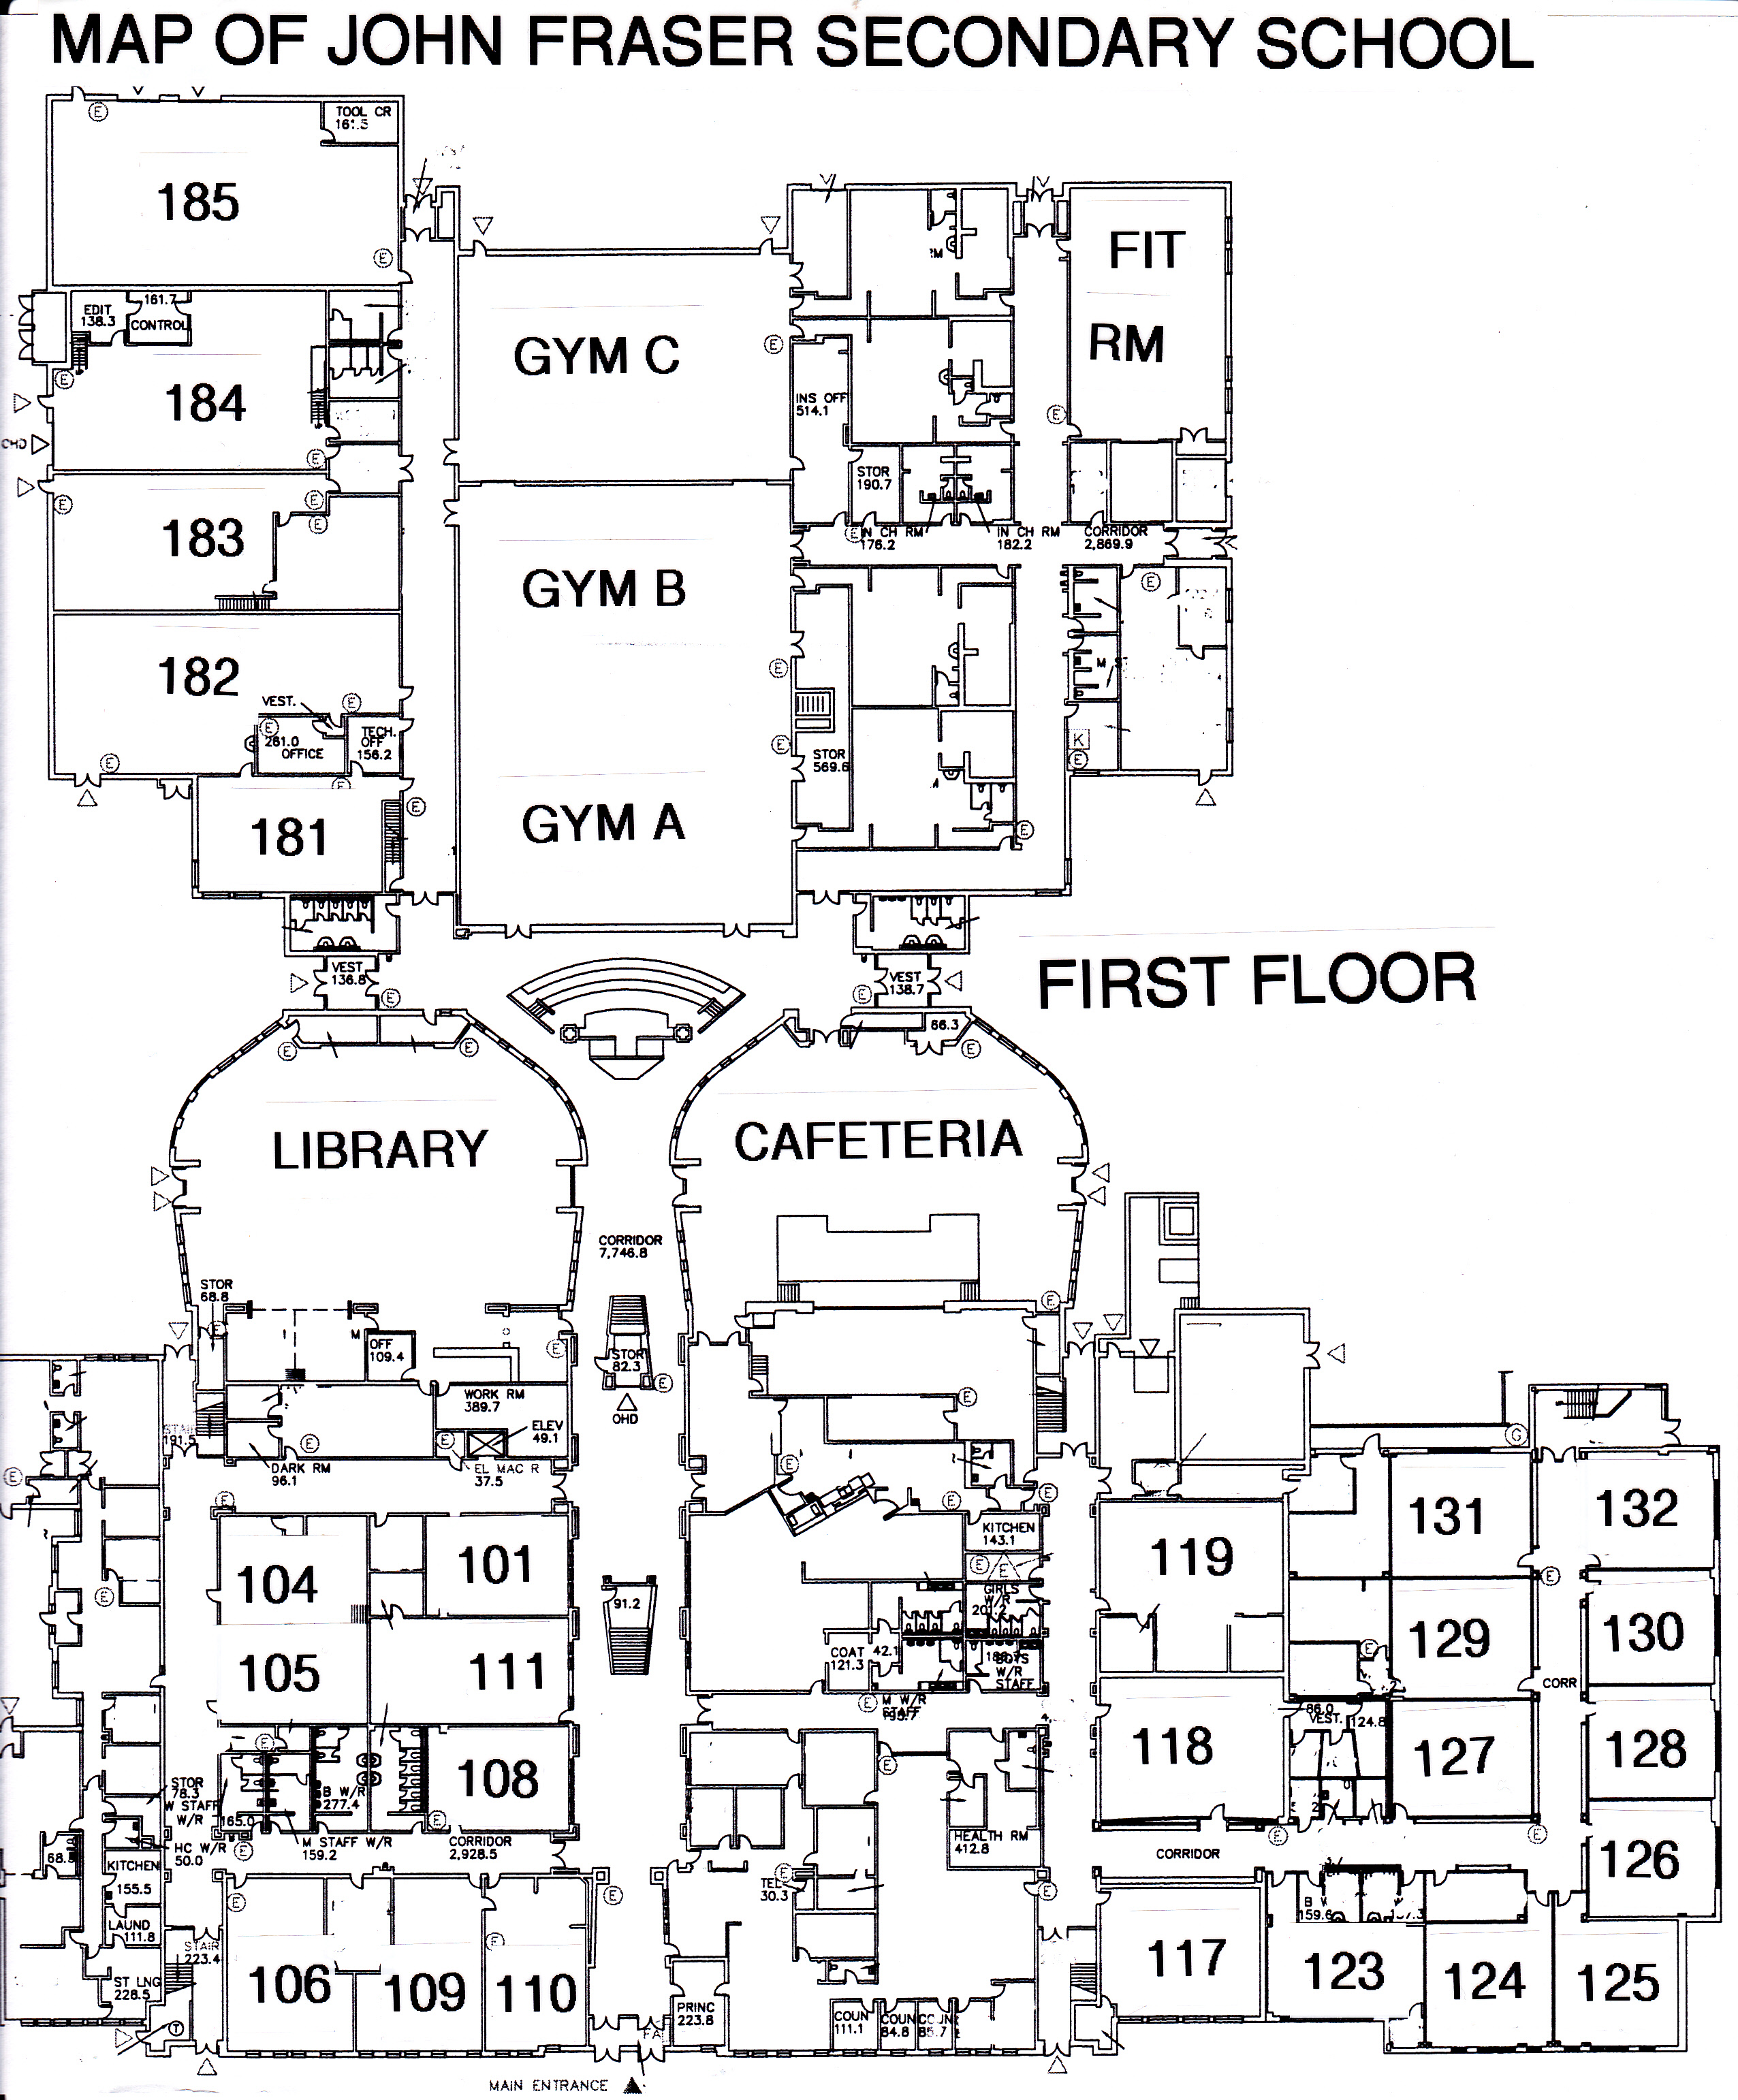 MAP OF JOHN FRASER SECONDARY SCHOOL
E
TOOL CR
161.5
185
E
FIT
RM
EDIT
138.3
161.7
CONTROL
184
GYM C
INS OFF
514.1
STOR
190.7
IN CH RM
176.2
IN CH RM
182.2
CORRIDOR
2,869.9
183
GYM B
182
VEST.
261.0
OFFICE
TECH.
OFF
156.2
K
STOR
569.6
181
GYM A
VEST
136.8
VEST
138.7
FIRST FLOOR
66.3
LIBRARY
CAFETERIA
CORRIDOR
7,746.8
STOR
68.8
M
OFF
109.4
STOR
82.3
OHD
WORK RM
389.7
ELEV
49.1
STAIR
191.5
DARK RM
96.1
EL MAC R
37.5
G
131
132
104
101
KITCHEN
143.1
119
91.2
GIRLS
W/R
129
130
105
111
COAT
121.3
42.1
BOYS
W/R
STAFF
CORR
M W/R
STAFF
86.0
VEST.
124.8
118
127
128
108
STOR
78.3
W STAFF
W/R
165.0
B W/R
277.4
HC W/R
50.0
M STAFF W/R
159.2
CORRIDOR
2,928.5
HEALTH RM
412.8
CORRIDOR
126
68.8
KITCHEN
155.5
TEL
30.3
B
159.6
LAUND
111.8
STAIR
223.4
ST LNG
228.5
106
109
110
117
123
124
125
T
PRINC
223.8
COUN
111.1
COUN
84.8
COUN
85.7
FA
MAIN ENTRANCE